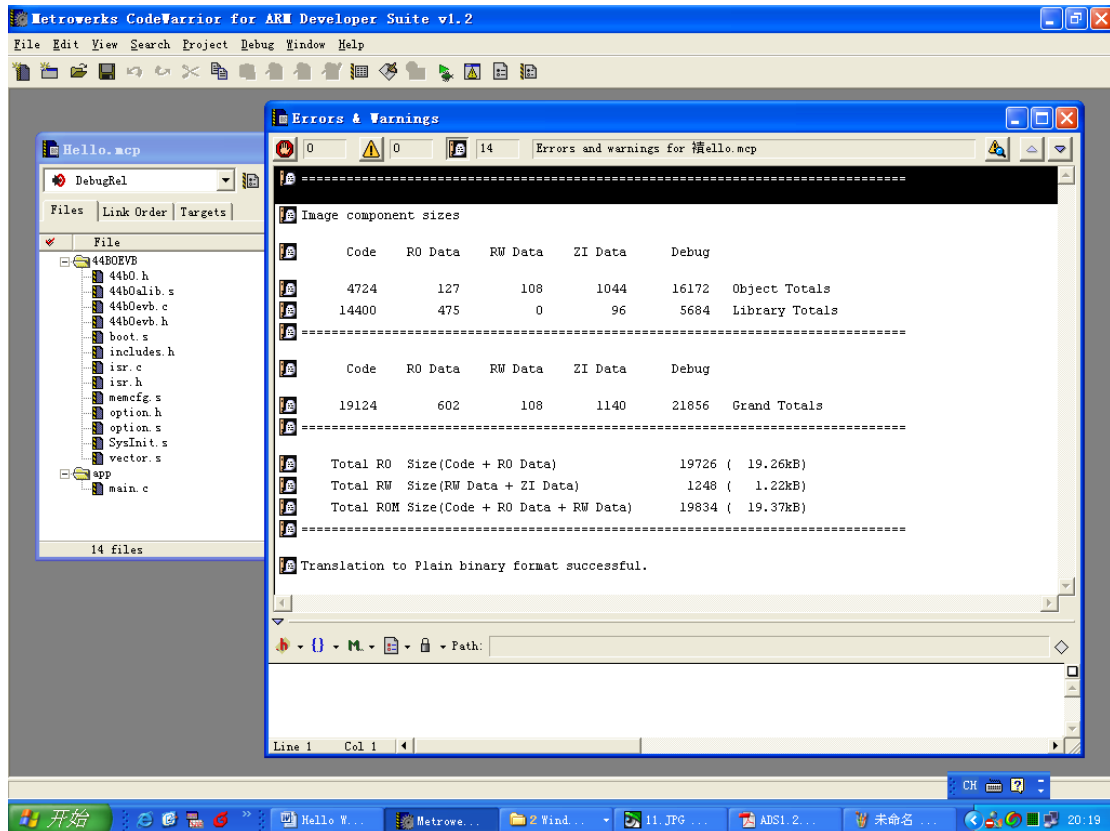 Metrowerks CodeWarrior for ARM Developer Suite v1.2
File Edit View Search Project Debug Window Help
Errors & Warnings
0 0 14 Errors and warnings for 襀ello.mcp
Hello.mcp
DebugRel
Files Link Order Targets
File
44B0EVB
44b0.h
44b0alib.s
44b0evb.c
44b0evb.h
boot.s
includes.h
isr.c
isr.h
memcfg.s
option.h
option.s
SysInit.s
vector.s
app
main.c
14 files
================================================================================
Image component sizes
Code RO Data RW Data ZI Data Debug
4724 127 108 1044 16172 Object Totals
14400 475 0 96 5684 Library Totals
================================================================================
Code RO Data RW Data ZI Data Debug
19124 602 108 1140 21856 Grand Totals
================================================================================
Total RO Size(Code + RO Data) 19726 ( 19.26kB)
Total RW Size(RW Data + ZI Data) 1248 ( 1.22kB)
Total ROM Size(Code + RO Data + RW Data) 19834 ( 19.37kB)
================================================================================
Translation to Plain binary format successful.
h {} M. Path:
Line 1 Col 1
CH
开始 Hello W... Metrowe... 2 Wind... 11.JPG ... ADS1.2... 未命名 ... 20:19